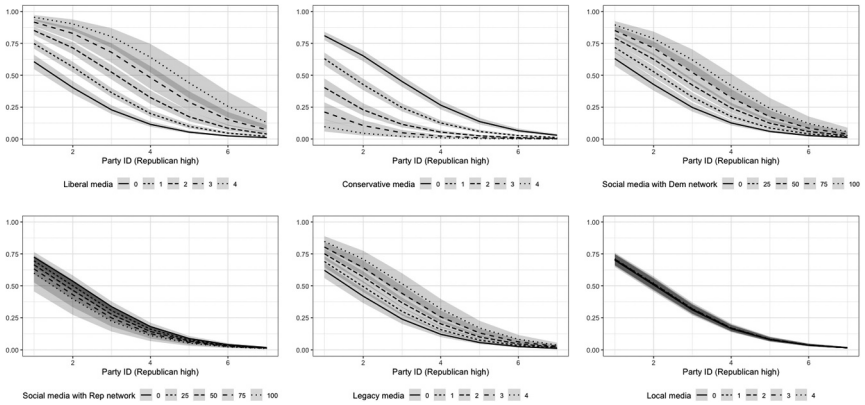 1.00
0.75
0.50
0.25
0.00
2 4 6
Party ID (Republican high)
Liberal media 0 1 2 3 4
1.00
0.75
0.50
0.25
0.00
2 4 6
Party ID (Republican high)
Conservative media 0 1 2 3 4
1.00
0.75
0.50
0.25
0.00
2 4 6
Party ID (Republican high)
Social media with Dem network 0 25 50 75 100
1.00
0.75
0.50
0.25
0.00
2 4 6
Party ID (Republican high)
Social media with Rep network 0 25 50 75 100
1.00
0.75
0.50
0.25
0.00
2 4 6
Party ID (Republican high)
Legacy media 0 1 2 3 4
1.00
0.75
0.50
0.25
0.00
2 4 6
Party ID (Republican high)
Local media 0 1 2 3 4